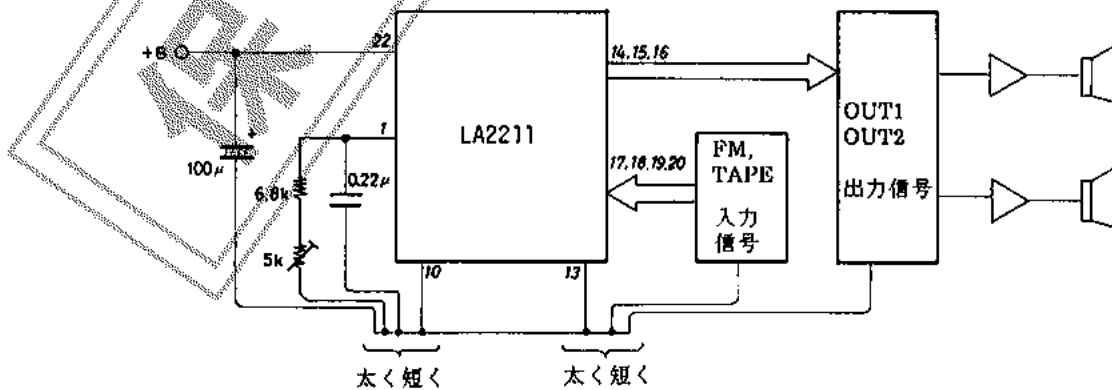 +B
22
14,15,16
1
LA2211
100μ
+
6.8k
0.22μ
5k
17,18,19,20
FM,
TAPE
入力
信号
OUT1
OUT2
出力信号
10
13
太く短く
太く短く